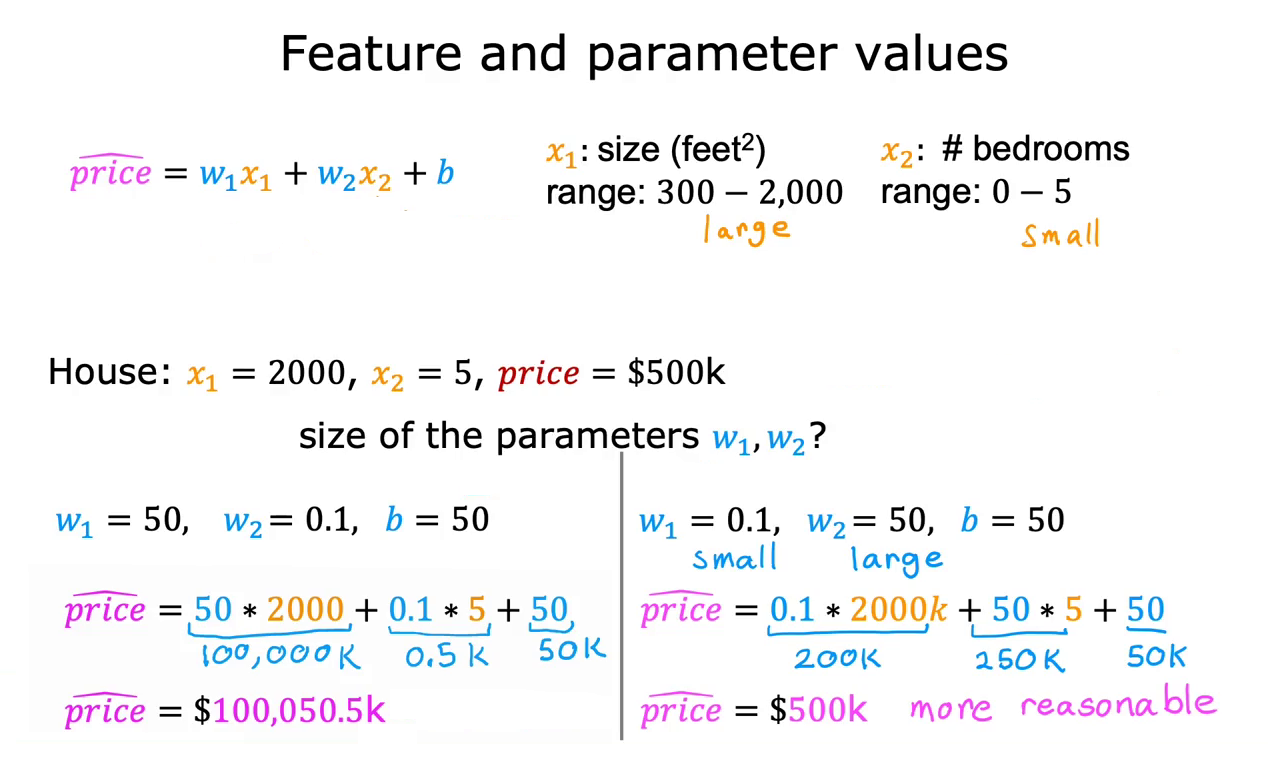 Feature and parameter values
price = w₁x₁ + w₂x₂ + b
x₁: size (feet²)
range: 300 − 2,000
large
x₂: # bedrooms
range: 0 − 5
small
House: x₁ = 2000, x₂ = 5, price = $500k
size of the parameters w₁, w₂?
w₁ = 50, w₂ = 0.1, b = 50
price = 50 * 2000 + 0.1 * 5 + 50
100,000K 0.5K 50K
price = $100,050.5k
w₁ = 0.1, w₂ = 50, b = 50
small large
price = 0.1 * 2000k + 50 * 5 + 50
200K 250K 50K
price = $500k more reasonable